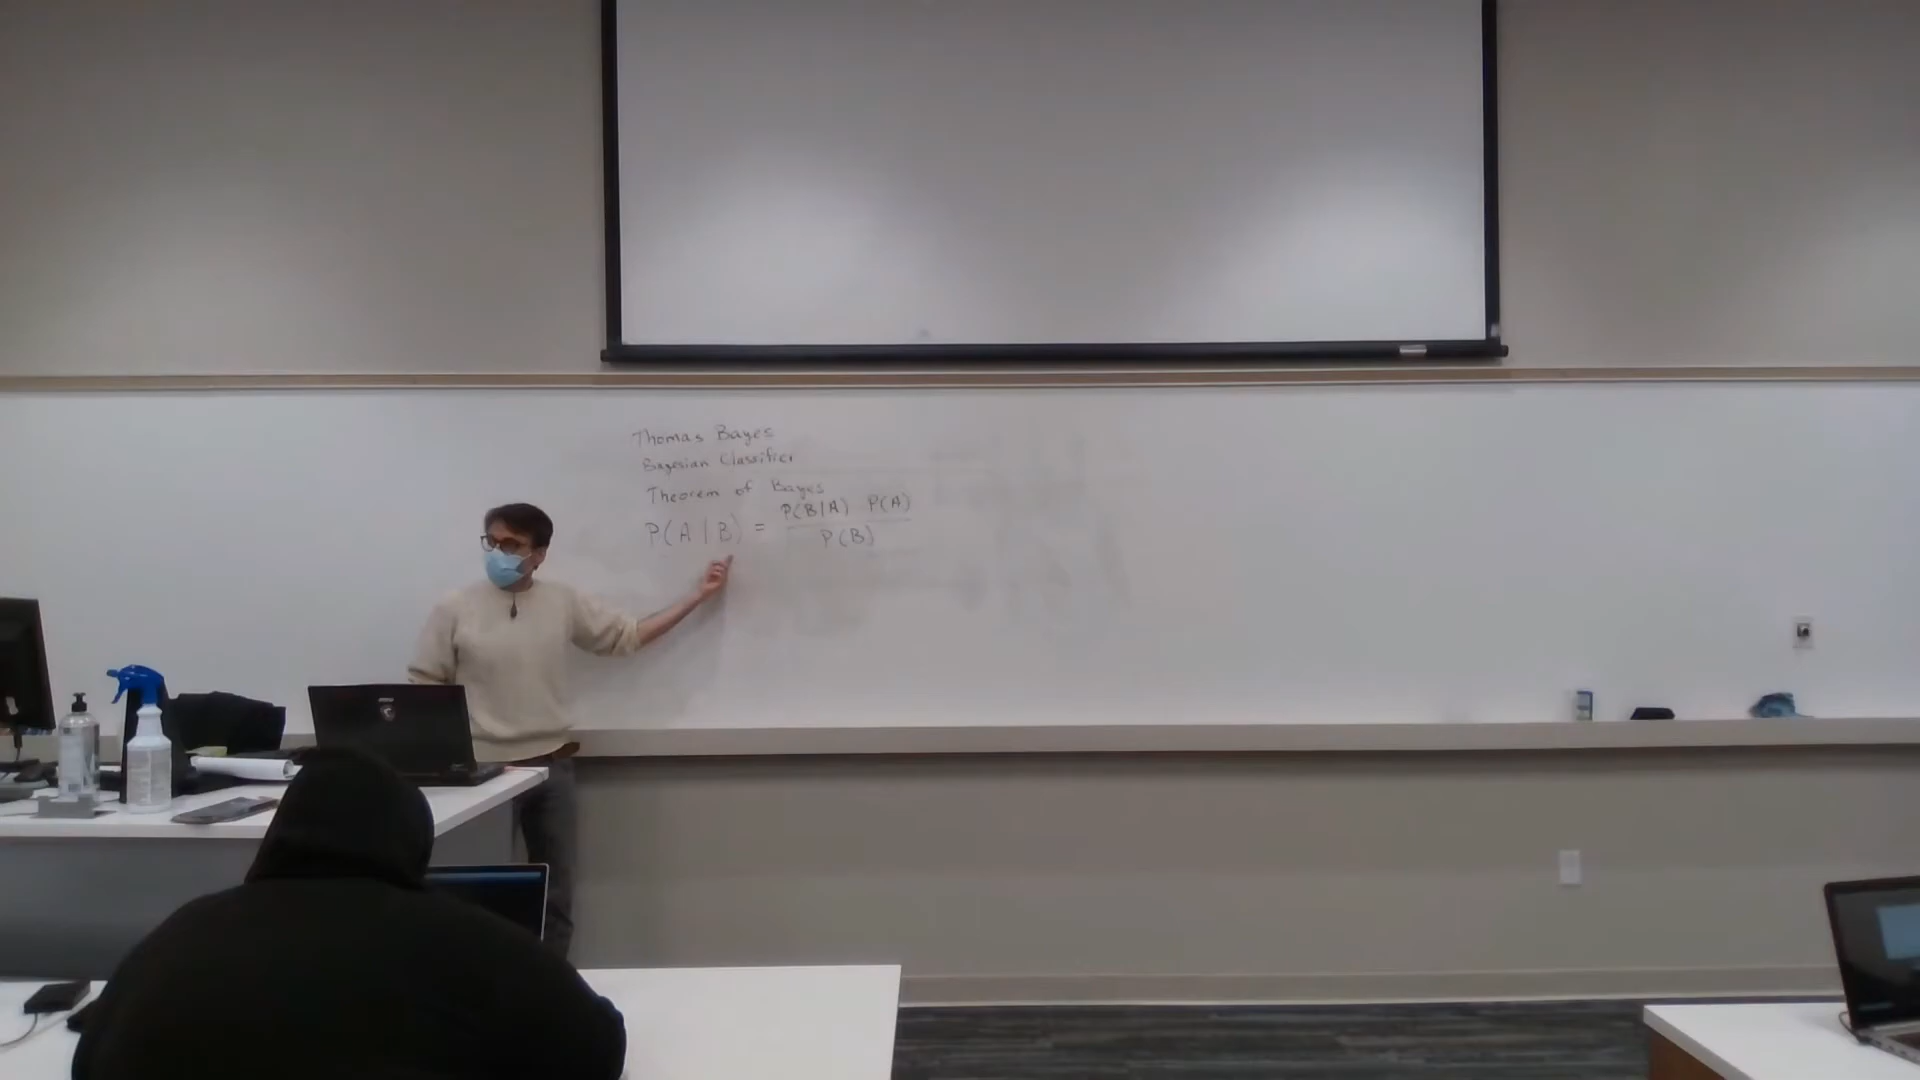 Thomas Bayes
Bayesian Classifier
Theorem of Bayes
P(A|B) = P(B|A) P(A) / P(B)